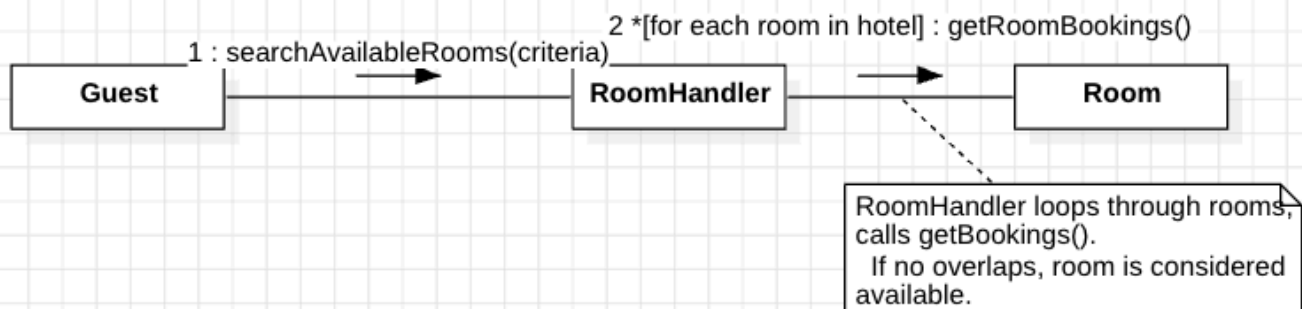 2 *[for each room in hotel] : getRoomBookings()
1 : searchAvailableRooms(criteria)
Guest
RoomHandler
Room
RoomHandler loops through rooms,
calls getBookings().
If no overlaps, room is considered
available.